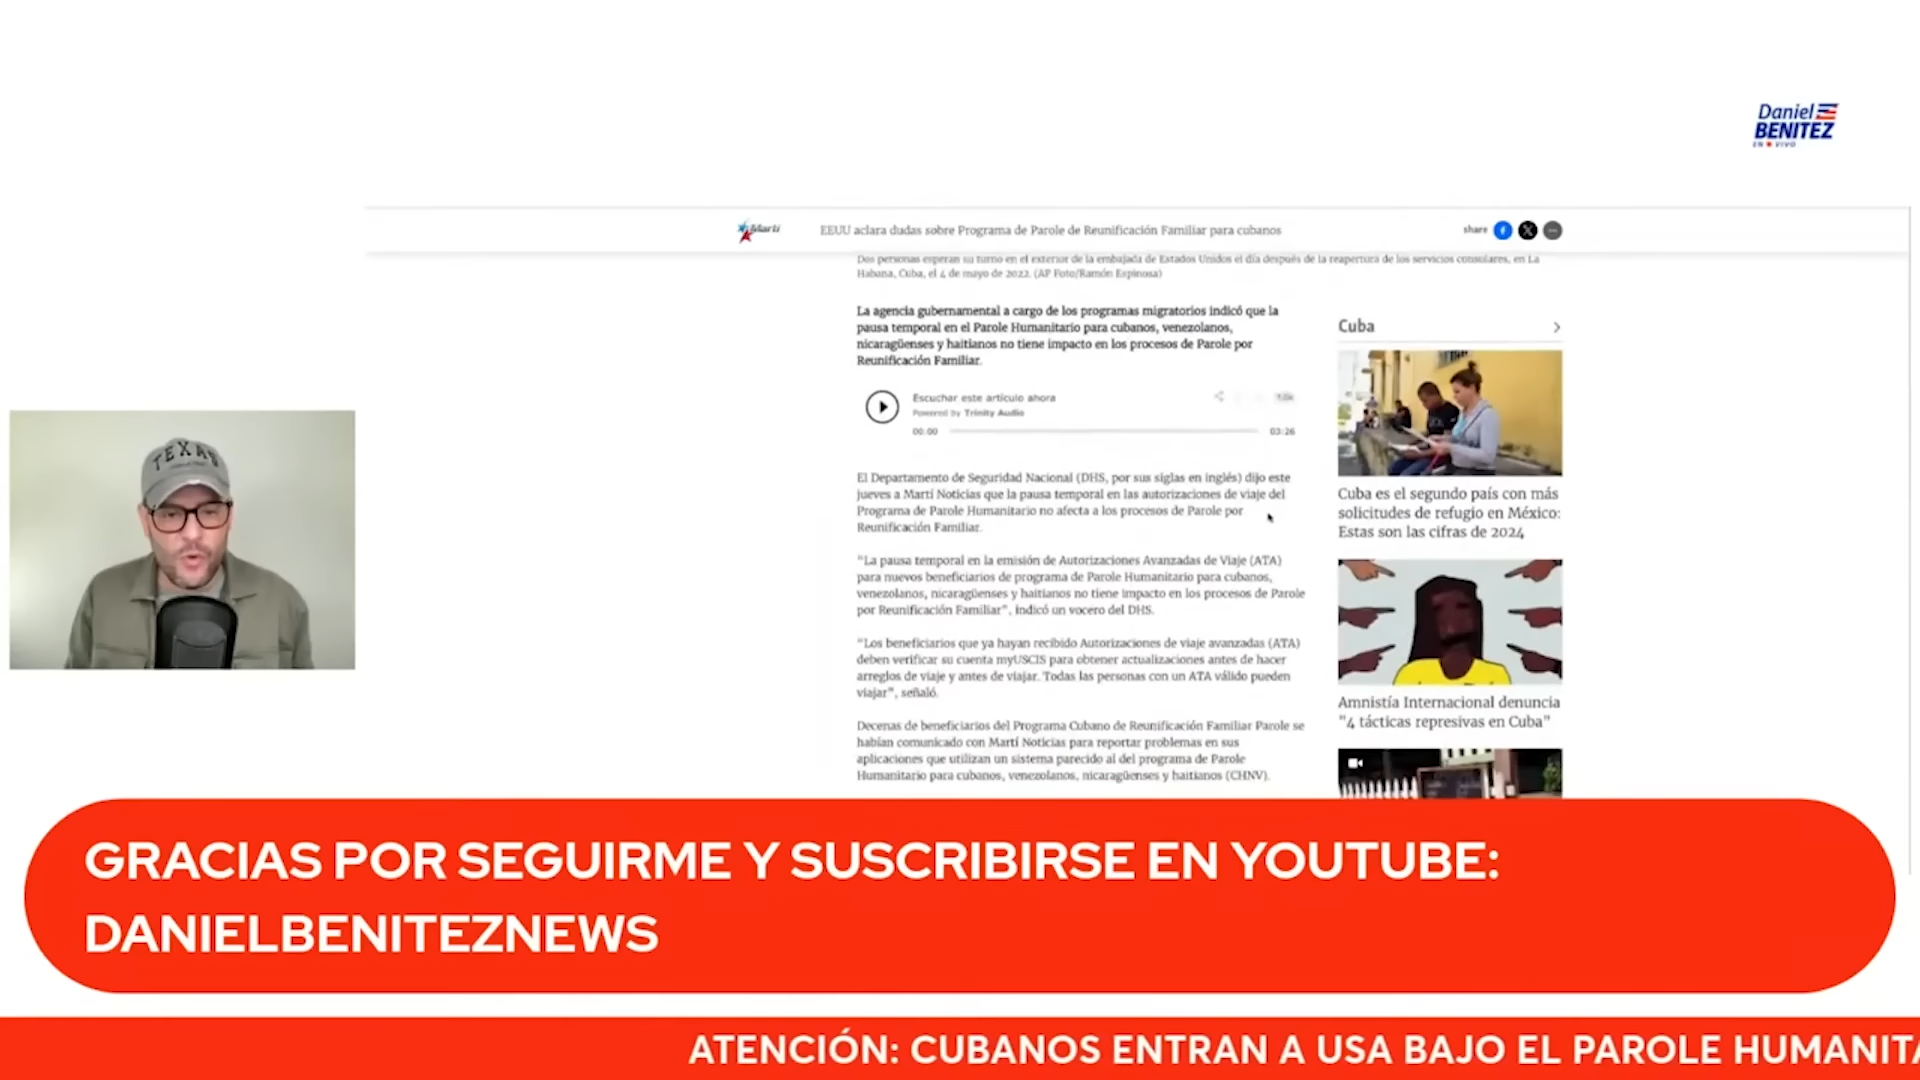 Daniel
BENITEZ
EN VIVO
Martí
EEUU aclara dudas sobre Programa de Parole de Reunificación Familiar para cubanos
share
Dos personas esperan su turno en el exterior de la embajada de Estados Unidos el día después de la reapertura de los servicios consulares, en La
Habana, Cuba, el 4 de mayo de 2022. (AP Foto/Ramón Espinosa)
La agencia gubernamental a cargo de los programas migratorios indicó que la
pausa temporal en el Parole Humanitario para cubanos, venezolanos,
nicaragüenses y haitianos no tiene impacto en los procesos de Parole por
Reunificación Familiar.
Escuchar este artículo ahora
Powered by Trinity Audio
1.0x
00:00
03:26
El Departamento de Seguridad Nacional (DHS, por sus siglas en inglés) dijo este
jueves a Martí Noticias que la pausa temporal en las autorizaciones de viaje del
Programa de Parole Humanitario no afecta a los procesos de Parole por
Reunificación Familiar.
“La pausa temporal en la emisión de Autorizaciones Avanzadas de Viaje (ATA)
para nuevos beneficiarios de programa de Parole Humanitario para cubanos,
venezolanos, nicaragüenses y haitianos no tiene impacto en los procesos de Parole
por Reunificación Familiar”, indicó un vocero del DHS.
“Los beneficiarios que ya hayan recibido Autorizaciones de viaje avanzadas (ATA)
deben verificar su cuenta myUSCIS para obtener actualizaciones antes de hacer
arreglos de viaje y antes de viajar. Todas las personas con un ATA válido pueden
viajar”, señaló.
Decenas de beneficiarios del Programa Cubano de Reunificación Familiar Parole se
habían comunicado con Martí Noticias para reportar problemas en sus
aplicaciones que utilizan un sistema parecido al del programa de Parole
Humanitario para cubanos, venezolanos, nicaragüenses y haitianos (CHNV).
Cuba
Cuba es el segundo país con más
solicitudes de refugio en México:
Estas son las cifras de 2024
Amnistía Internacional denuncia
"4 tácticas represivas en Cuba"
TEXAS
GRACIAS POR SEGUIRME Y SUSCRIBIRSE EN YOUTUBE:
DANIELBENITEZNEWS
ATENCIÓN: CUBANOS ENTRAN A USA BAJO EL PAROLE HUMANITA